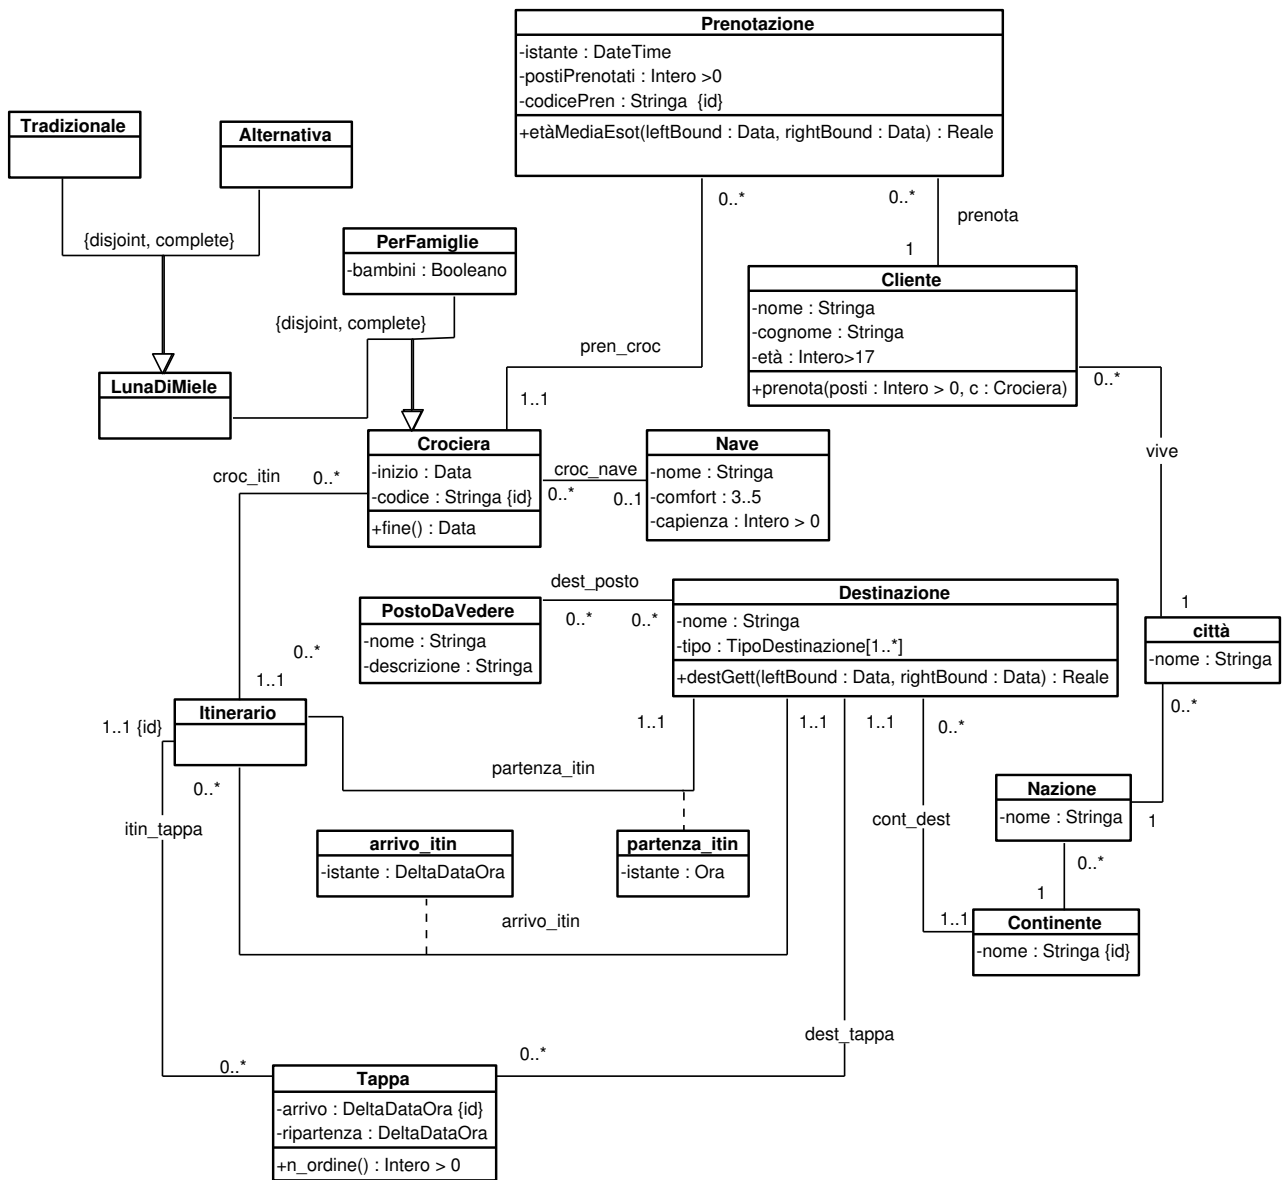 Prenotazione
-istante : DateTime
-postiPrenotati : Intero >0
-codicePren : Stringa {id}
+etàMediaEsot(leftBound : Data, rightBound : Data) : Reale
Tradizionale
Alternativa
0..*
0..*
prenota
1
{disjoint, complete}
PerFamiglie
-bambini : Booleano
{disjoint, complete}
Cliente
-nome : Stringa
-cognome : Stringa
-età : Intero>17
+prenota(posti : Intero > 0, c : Crociera)
pren_croc
0..*
LunaDiMiele
1..1
Crociera
-inizio : Data
-codice : Stringa {id}
+fine() : Data
croc_nave
0..*
0..1
Nave
-nome : Stringa
-comfort : 3..5
-capienza : Intero > 0
vive
croc_itin
0..*
dest_posto
0..*
0..*
PostoDaVedere
-nome : Stringa
-descrizione : Stringa
Destinazione
-nome : Stringa
-tipo : TipoDestinazione[1..*]
+destGett(leftBound : Data, rightBound : Data) : Reale
1
città
-nome : Stringa
0..*
0..*
1..1
Itinerario
1..1 {id}
0..*
1..1
1..1
1..1
0..*
partenza_itin
Nazione
-nome : Stringa
1
itin_tappa
cont_dest
arrivo_itin
-istante : DeltaDataOra
partenza_itin
-istante : Ora
0..*
1
arrivo_itin
1..1
Continente
-nome : Stringa {id}
dest_tappa
0..*
0..*
Tappa
-arrivo : DeltaDataOra {id}
-ripartenza : DeltaDataOra
+n_ordine() : Intero > 0